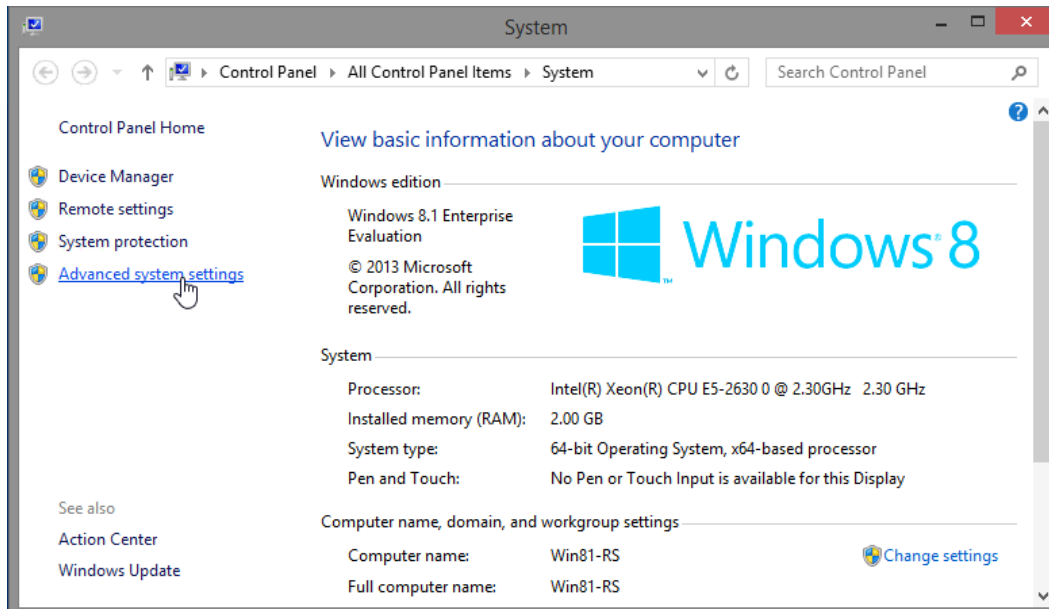 System
Control Panel All Control Panel Items System
Search Control Panel
Control Panel Home
Device Manager
Remote settings
System protection
Advanced system settings
See also
Action Center
Windows Update
View basic information about your computer
Windows edition
Windows 8.1 Enterprise
Evaluation
© 2013 Microsoft
Corporation. All rights
reserved.
Windows® 8
TM
System
Processor: Intel(R) Xeon(R) CPU E5-2630 0 @ 2.30GHz 2.30 GHz
Installed memory (RAM): 2.00 GB
System type: 64-bit Operating System, x64-based processor
Pen and Touch: No Pen or Touch Input is available for this Display
Computer name, domain, and workgroup settings
Computer name: Win81-RS
Change settings
Full computer name: Win81-RS